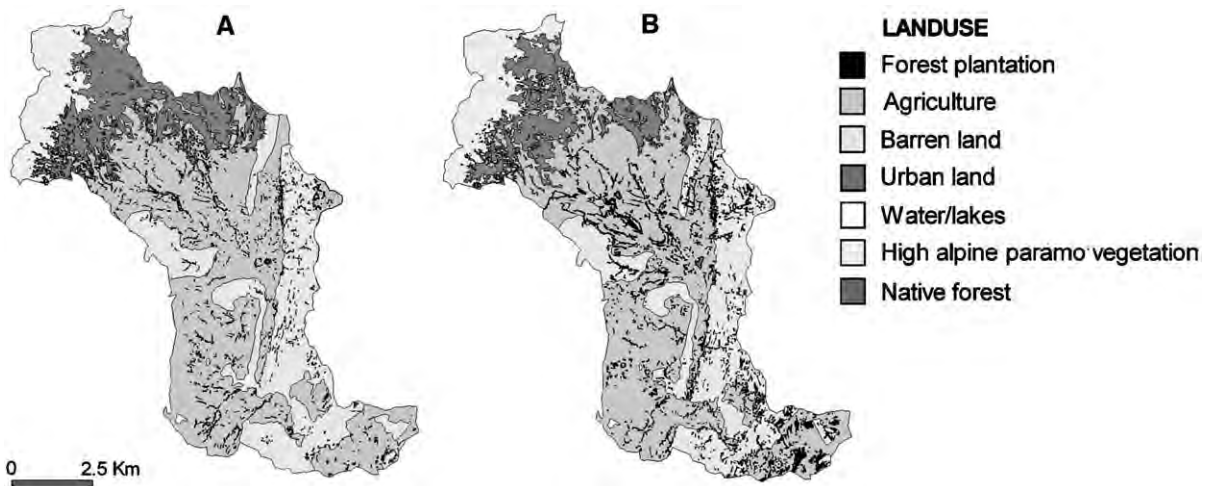 A
B
LANDUSE
Forest plantation
Agriculture
Barren land
Urban land
Water/lakes
High alpine paramo vegetation
Native forest
C
0 2.5 Km